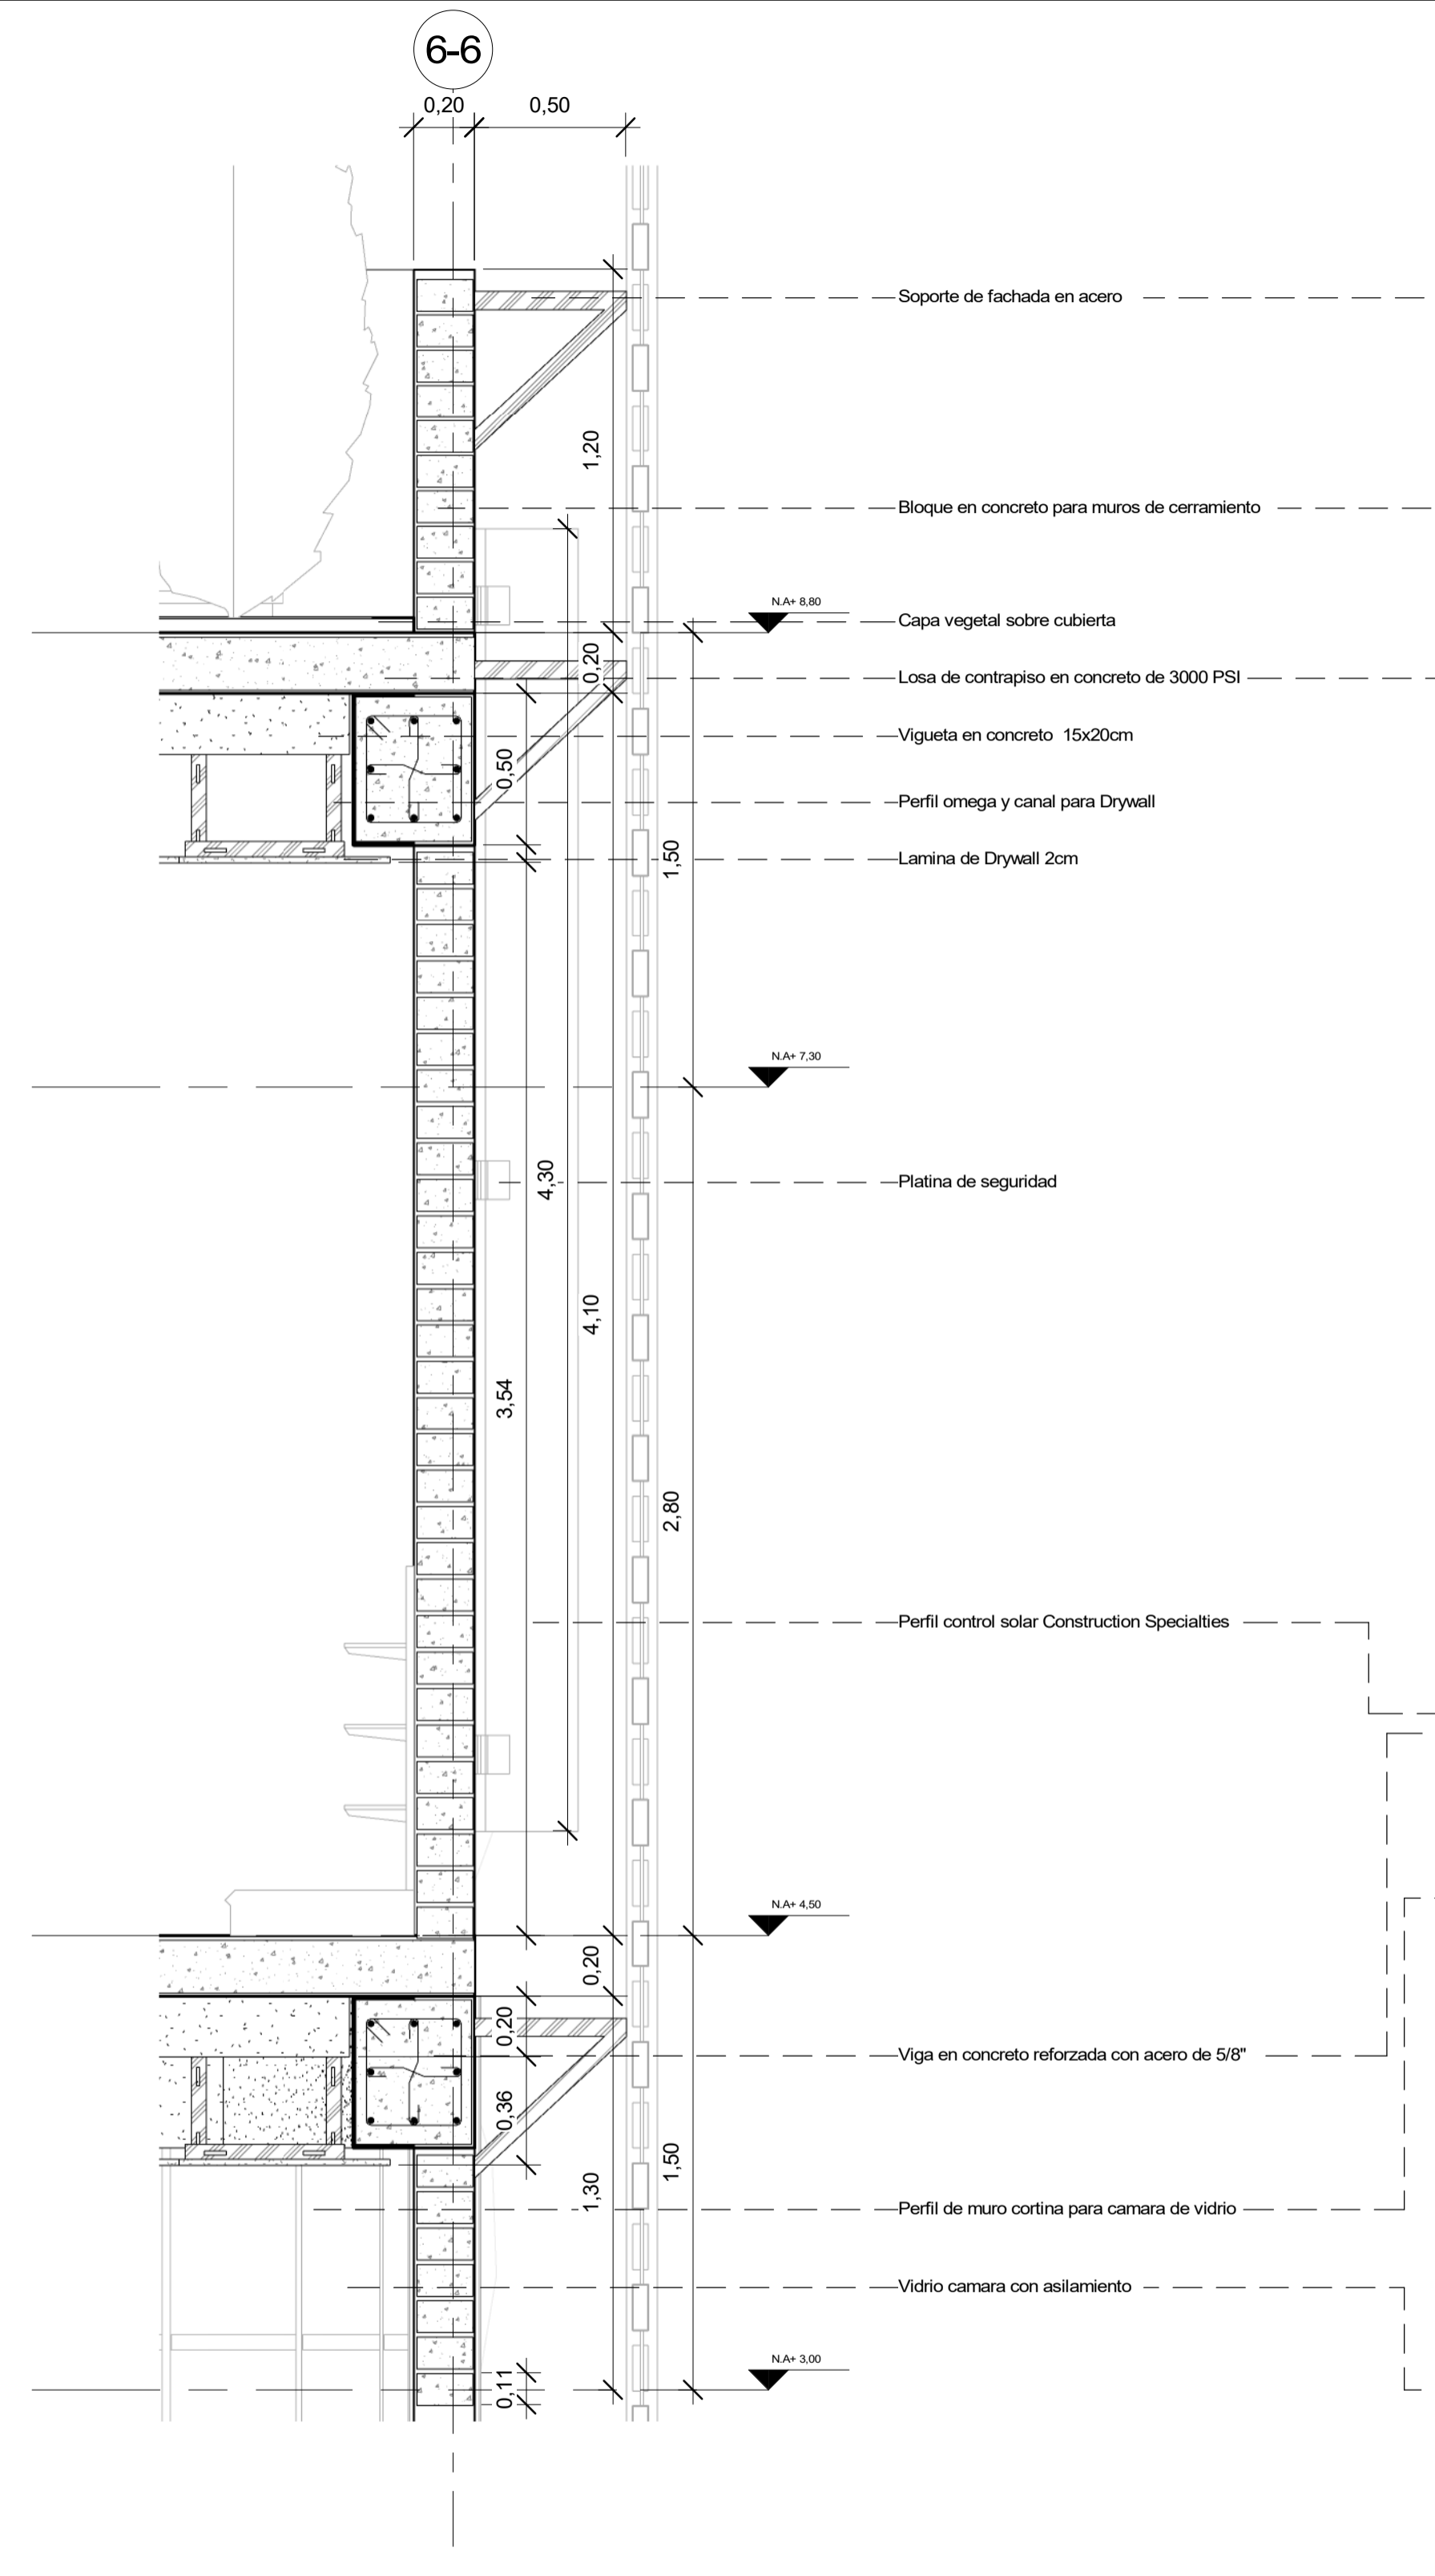 6-6
0,20
0,50
Soporte de fachada en acero
1,20
Bloque en concreto para muros de cerramiento
N.A+ 8,80
Capa vegetal sobre cubierta
0,20
Losa de contrapiso en concreto de 3000 PSI
Vigueta en concreto 15x20cm
0,50
Perfil omega y canal para Drywall
1,50
Lamina de Drywall 2cm
N.A+ 7,30
4,30
Platina de seguridad
4,10
3,54
2,80
Perfil control solar Construction Specialties
N.A+ 4,50
0,20
0,20
Viga en concreto reforzada con acero de 5/8"
0,36
1,50
1,30
Perfil de muro cortina para camara de vidrio
Vidrio camara con asilamiento
N.A+ 3,00
0,11